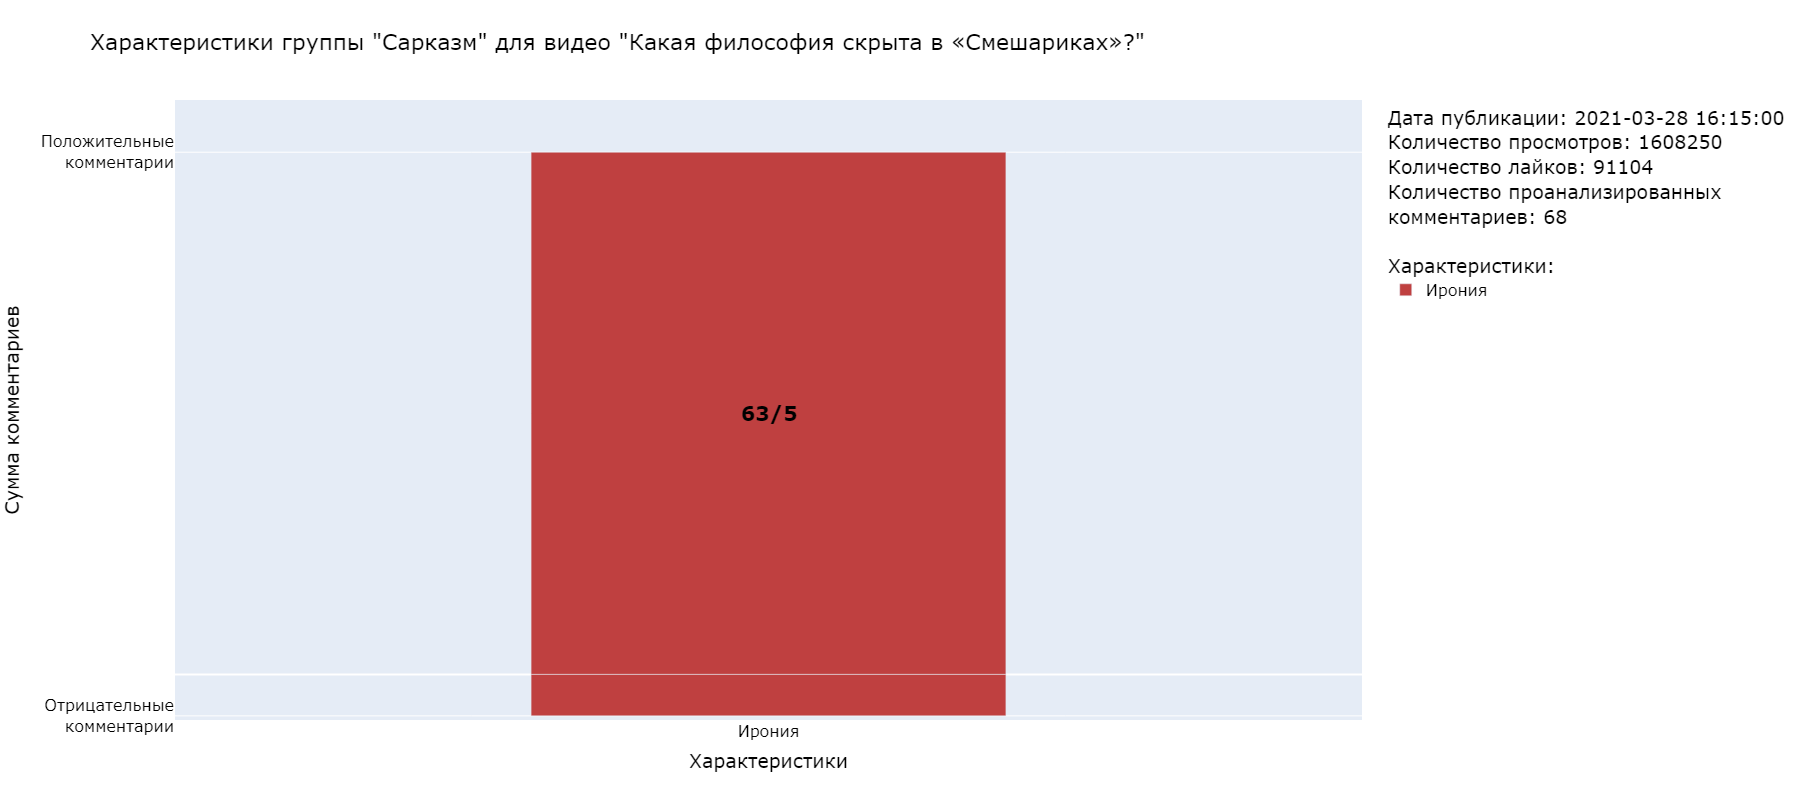 Характеристики группы "Сарказм" для видео "Какая философия скрыта в «Смешариках»?"
Положительные
комментарии
Отрицательные
комментарии
Сумма комментариев
63/5
Ирония
Характеристики
Дата публикации: 2021-03-28 16:15:00
Количество просмотров: 1608250
Количество лайков: 91104
Количество проанализированных
комментариев: 68
Характеристики:
Ирония